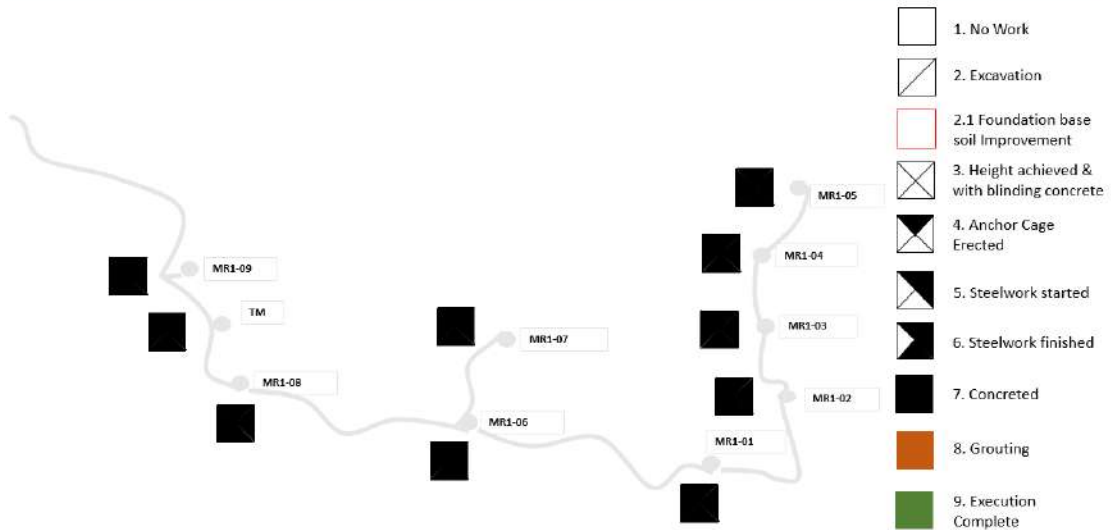 1. No Work
2. Excavation
2.1 Foundation base
soil Improvement
3. Height achieved &
with blinding concrete
4. Anchor Cage
Erected
5. Steelwork started
6. Steelwork finished
7. Concreted
8. Grouting
9. Execution
Complete
MR1-05
MR1-04
MR1-09
TM
MR1-03
MR1-07
MR1-08
MR1-02
MR1-06
MR1-01